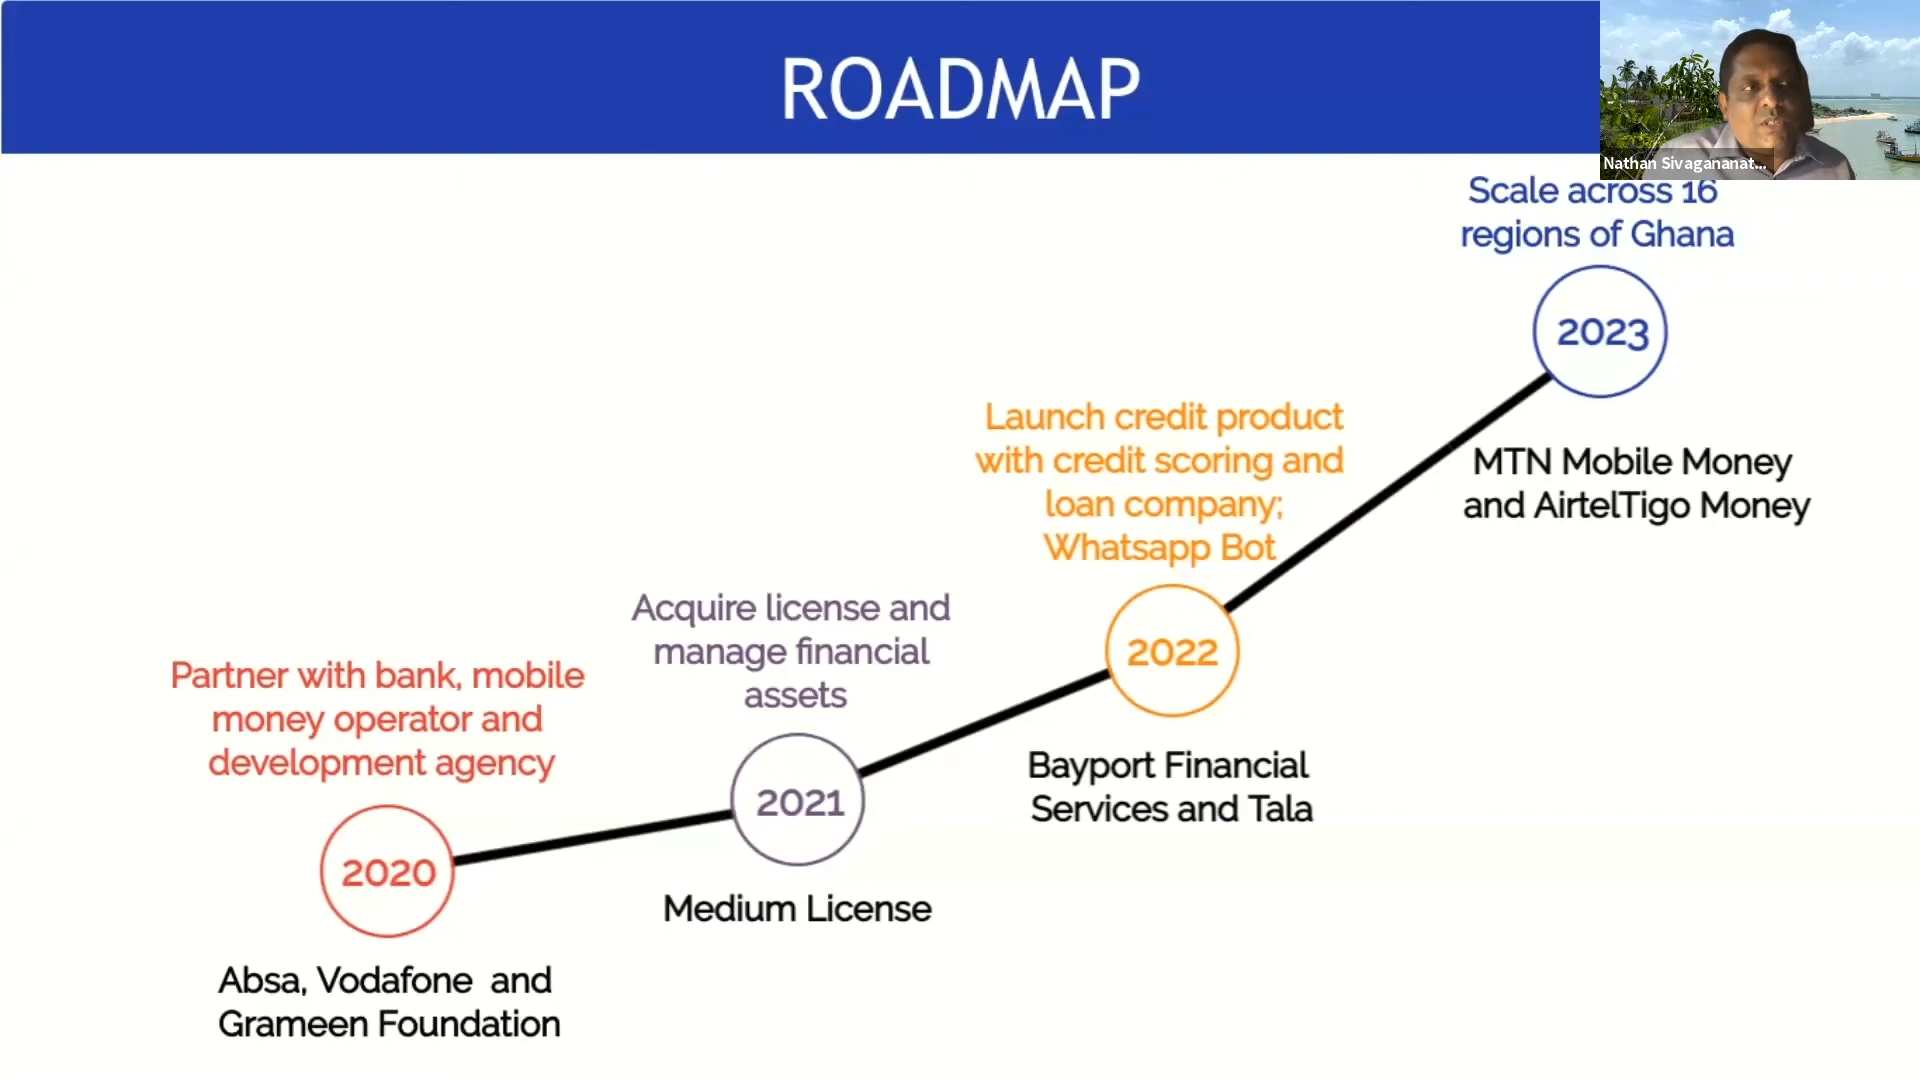 ROADMAP
Nathan Sivagananat...
Scale across 16
regions of Ghana
2023
MTN Mobile Money
and AirtelTigo Money
Launch credit product
with credit scoring and
loan company;
Whatsapp Bot
2022
Bayport Financial
Services and Tala
Acquire license and
manage financial
assets
2021
Medium License
Partner with bank, mobile
money operator and
development agency
2020
Absa, Vodafone and
Grameen Foundation